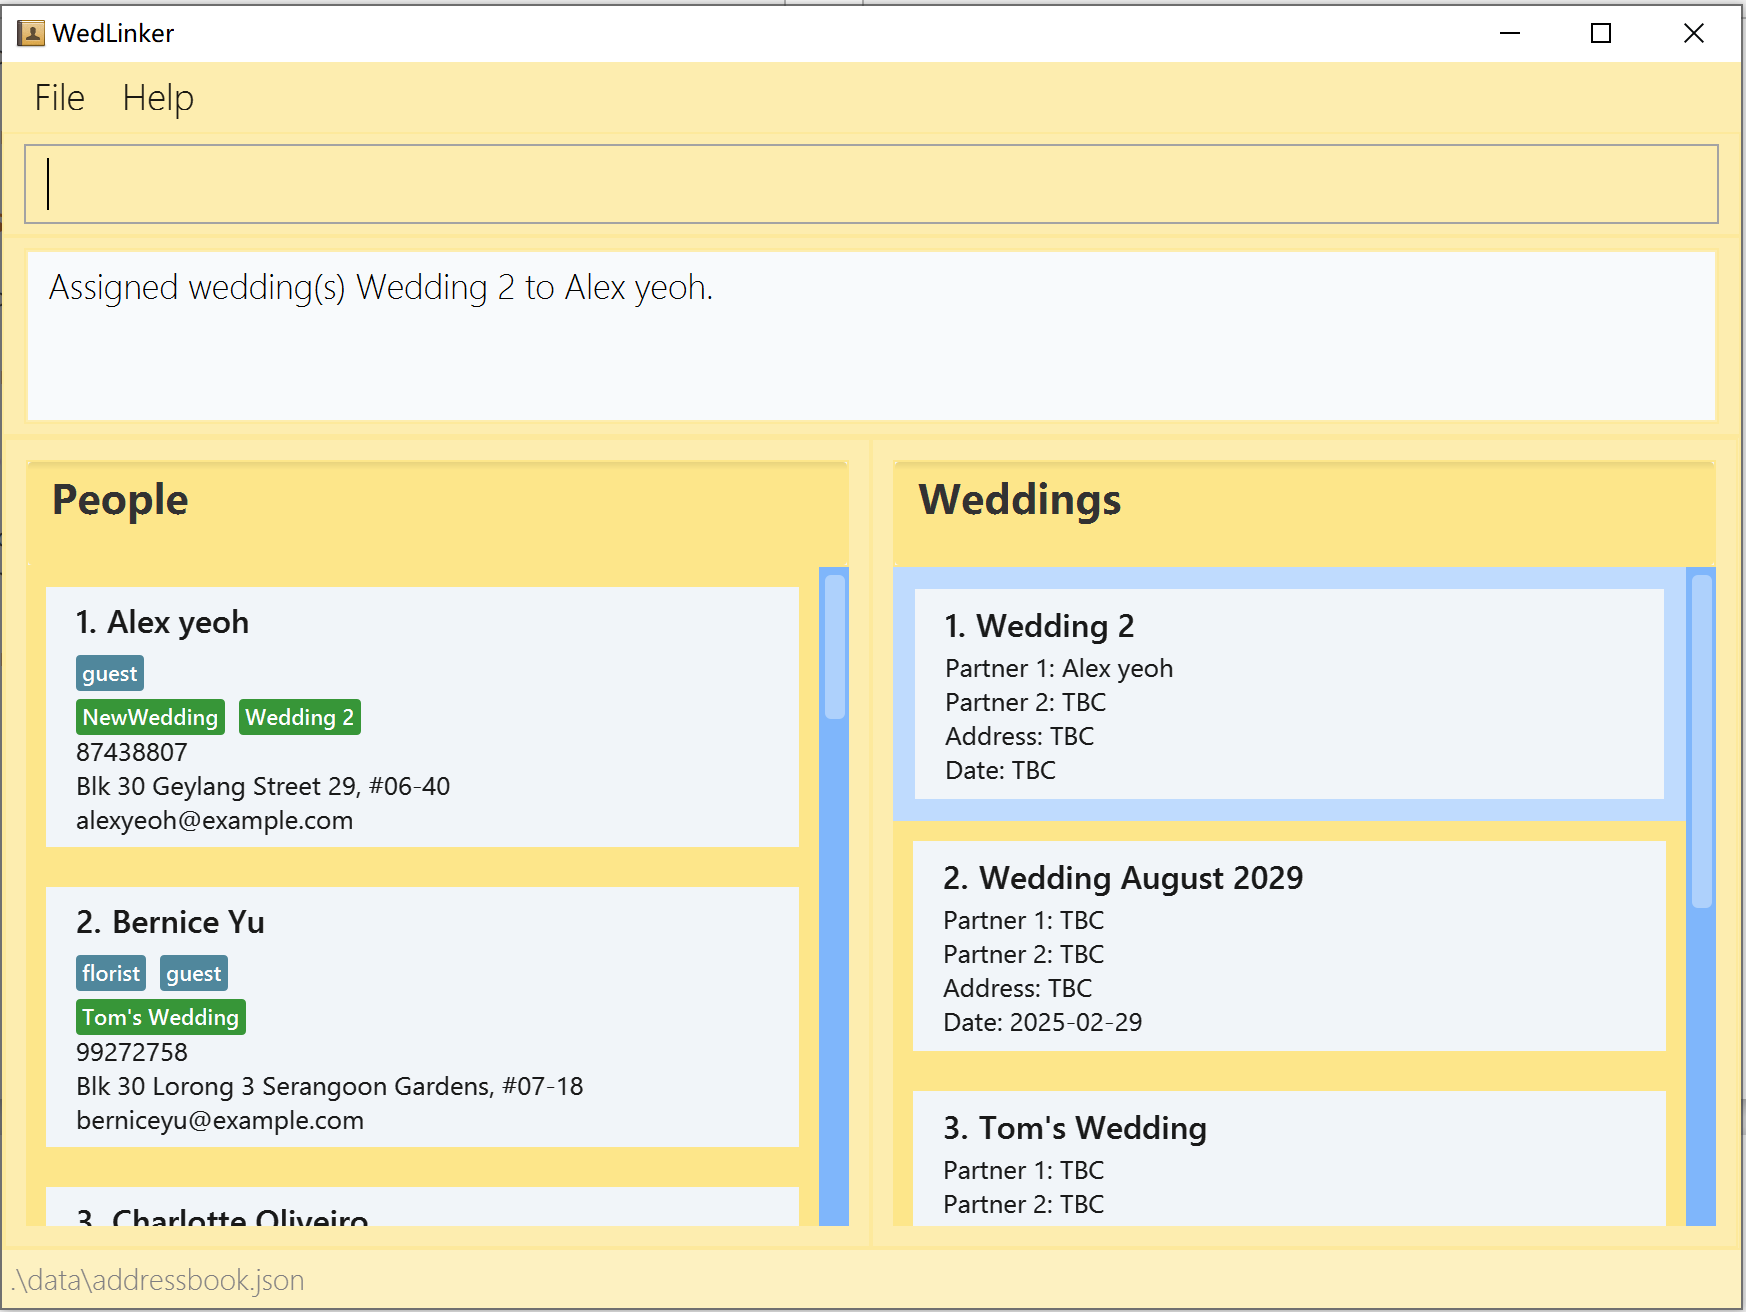 WedLinker
File Help
Assigned wedding(s) Wedding 2 to Alex yeoh.
People
1. Alex yeoh
guest
NewWedding Wedding 2
87438807
Blk 30 Geylang Street 29, #06-40
alexyeoh@example.com
2. Bernice Yu
florist guest
Tom's Wedding
99272758
Blk 30 Lorong 3 Serangoon Gardens, #07-18
berniceyu@example.com
3. Charlotte Oliveiro
Weddings
1. Wedding 2
Partner 1: Alex yeoh
Partner 2: TBC
Address: TBC
Date: TBC
2. Wedding August 2029
Partner 1: TBC
Partner 2: TBC
Address: TBC
Date: 2025-02-29
3. Tom's Wedding
Partner 1: TBC
Partner 2: TBC
.\data\addressbook.json